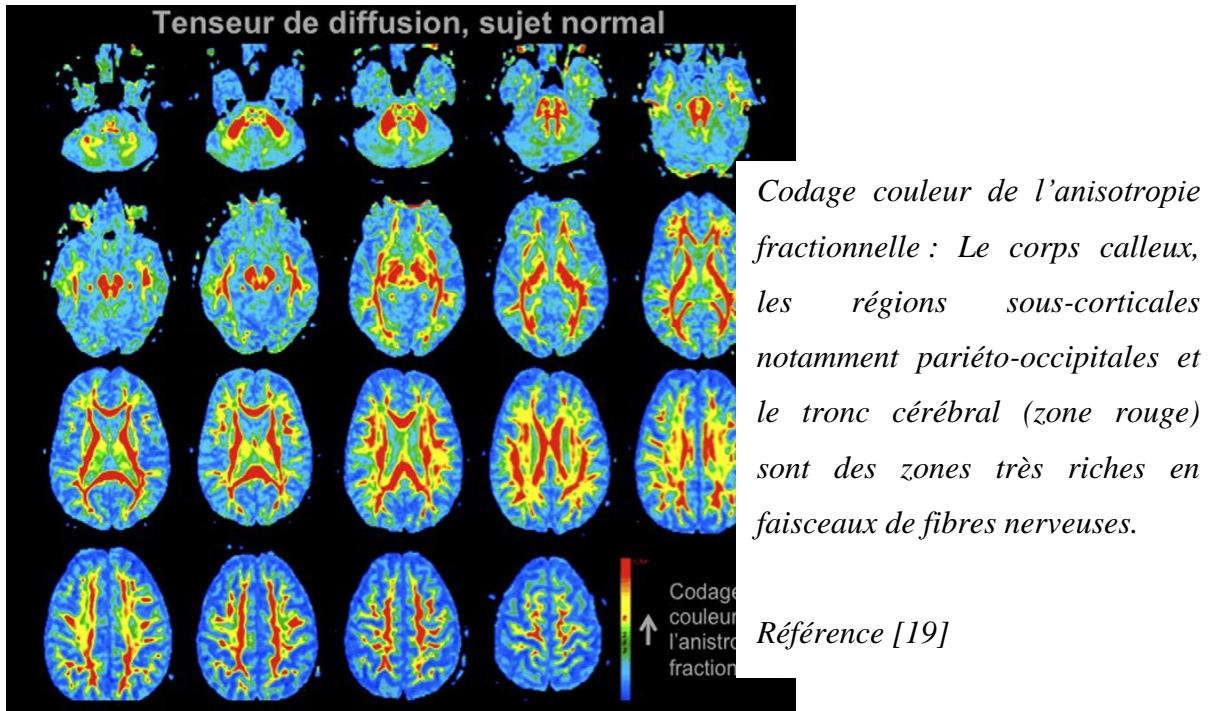 Tenseur de diffusion, sujet normal
Codage couleur de l’anisotropie
fractionnelle : Le corps calleux,
les régions sous-corticales
notamment pariéto-occipitales et
le tronc cérébral (zone rouge)
sont des zones très riches en
faisceaux de fibres nerveuses.
Référence [19]
Codage
couleur
l'anistro
fraction